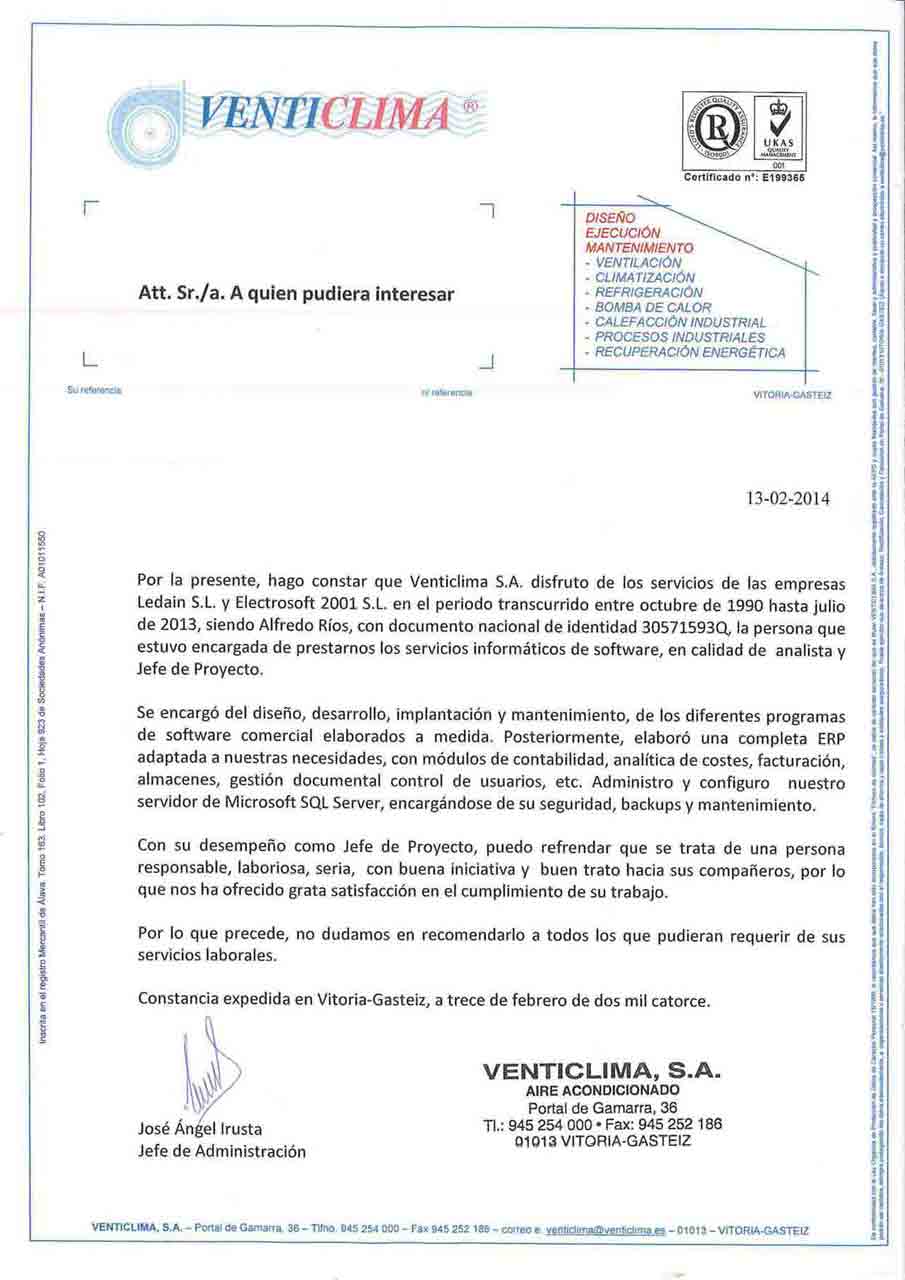 VENTICLIMA ®
LLOYD'S REGISTER QUALITY ASSURANCE
R
ISO9001
UKAS
QUALITY
MANAGEMENT
001
Certificado n°: E199365
DISEÑO
EJECUCIÓN
MANTENIMIENTO
- VENTILACIÓN
- CLIMATIZACIÓN
- REFRIGERACIÓN
- BOMBA DE CALOR
- CALEFACCIÓN INDUSTRIAL
- PROCESOS INDUSTRIALES
- RECUPERACIÓN ENERGÉTICA
Att. Sr./a. A quien pudiera interesar
Su referencia
n/ referencia
VITORIA-GASTEIZ
13-02-2014
Por la presente, hago constar que Venticlima S.A. disfruto de los servicios de las empresas
Ledain S.L. y Electrosoft 2001 S.L. en el periodo transcurrido entre octubre de 1990 hasta julio
de 2013, siendo Alfredo Ríos, con documento nacional de identidad 30571593Q, la persona que
estuvo encargada de prestarnos los servicios informáticos de software, en calidad de analista y
Jefe de Proyecto.
Se encargó del diseño, desarrollo, implantación y mantenimiento, de los diferentes programas
de software comercial elaborados a medida. Posteriormente, elaboró una completa ERP
adaptada a nuestras necesidades, con módulos de contabilidad, analítica de costes, facturación,
almacenes, gestión documental control de usuarios, etc. Administro y configuro nuestro
servidor de Microsoft SQL Server, encargándose de su seguridad, backups y mantenimiento.
Con su desempeño como Jefe de Proyecto, puedo refrendar que se trata de una persona
responsable, laboriosa, seria, con buena iniciativa y buen trato hacia sus compañeros, por lo
que nos ha ofrecido grata satisfacción en el cumplimiento de su trabajo.
Por lo que precede, no dudamos en recomendarlo a todos los que pudieran requerir de sus
servicios laborales.
Constancia expedida en Vitoria-Gasteiz, a trece de febrero de dos mil catorce.
José Ángel Irusta
Jefe de Administración
VENTICLIMA, S.A.
AIRE ACONDICIONADO
Portal de Gamarra, 36
Tl.: 945 254 000 • Fax: 945 252 186
01013 VITORIA-GASTEIZ
Inscrita en el registro Mercantil de Álava. Tomo 163, Libro 102, Folio 1, Hoja 923 de Sociedades Anónimas – N.I.F. A01011550
VENTICLIMA, S.A. – Portal de Gamarra, 36 – Tlfno. 945 254 000 – Fax 945 252 186 – correo e. venticlima@venticlima.es – 01013 – VITORIA-GASTEIZ